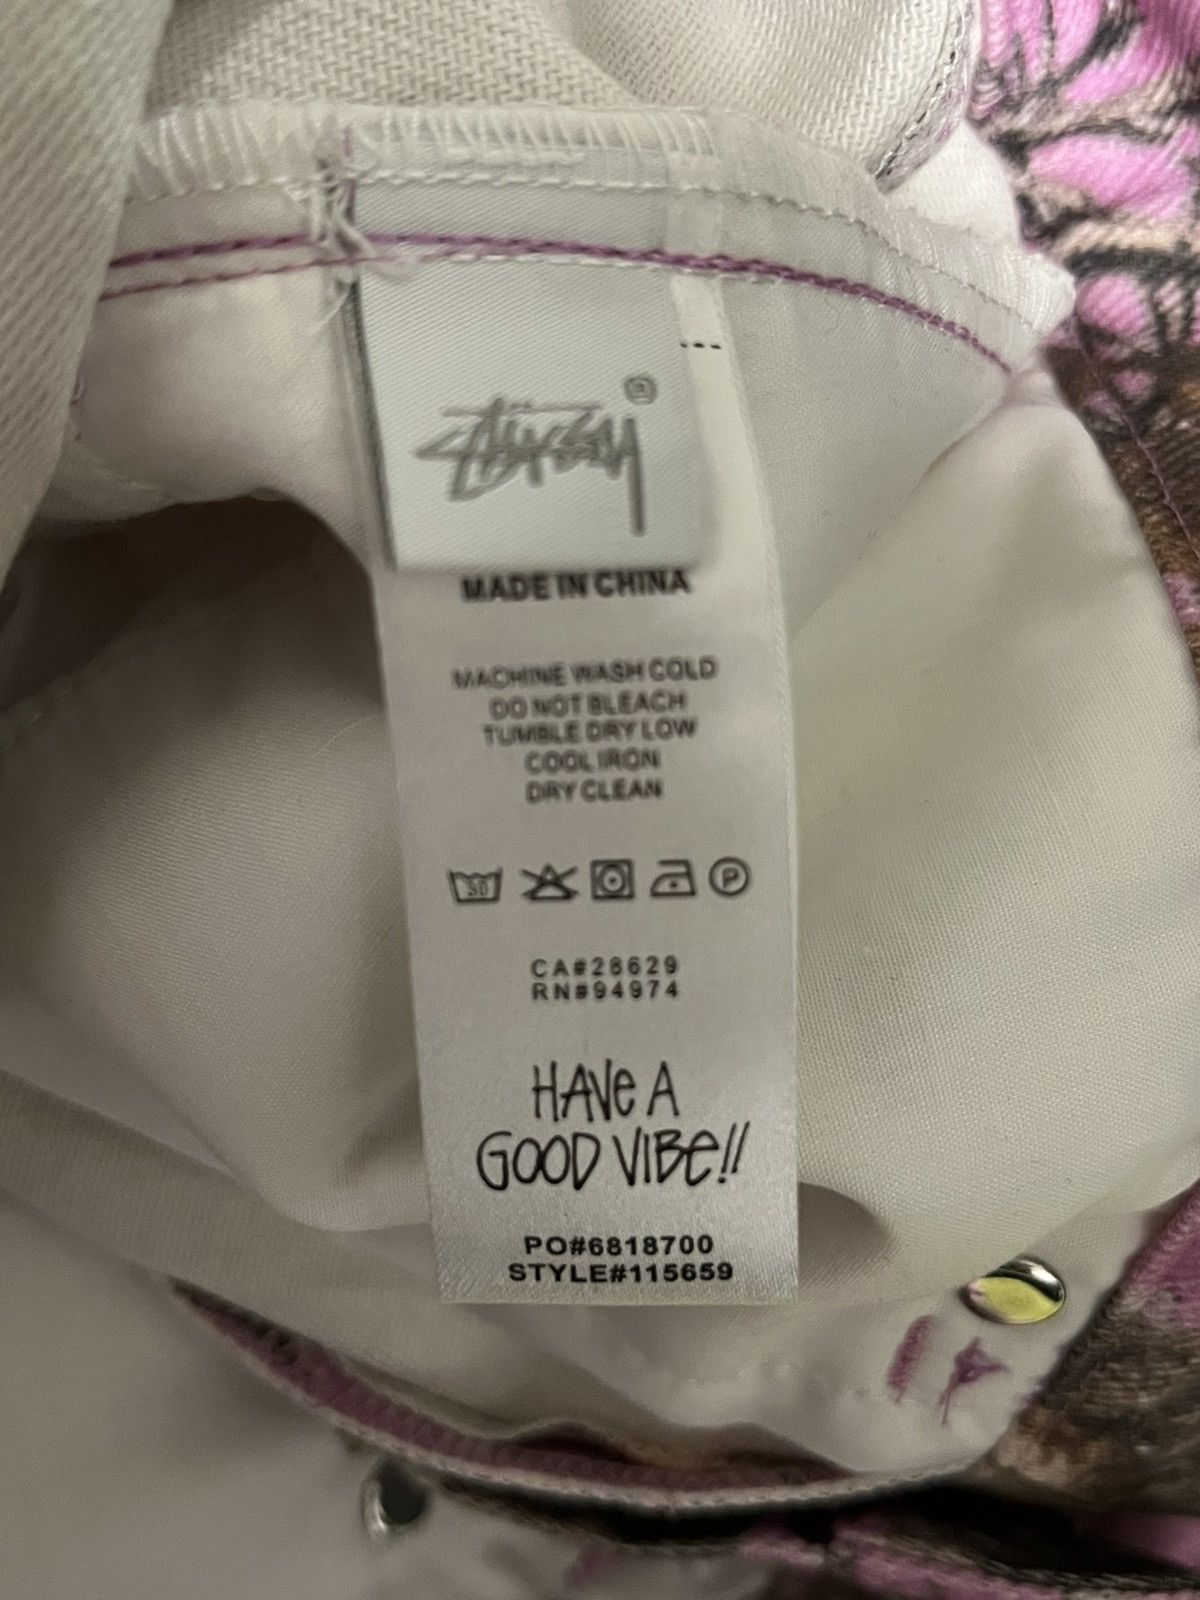 Stüssy ®
MADE IN CHINA
MACHINE WASH COLD
DO NOT BLEACH
TUMBLE DRY LOW
COOL IRON
DRY CLEAN
30
P
CA#28629
RN#94974
HAVE A
GOOD VIBE!!
PO#6818700
STYLE#115659